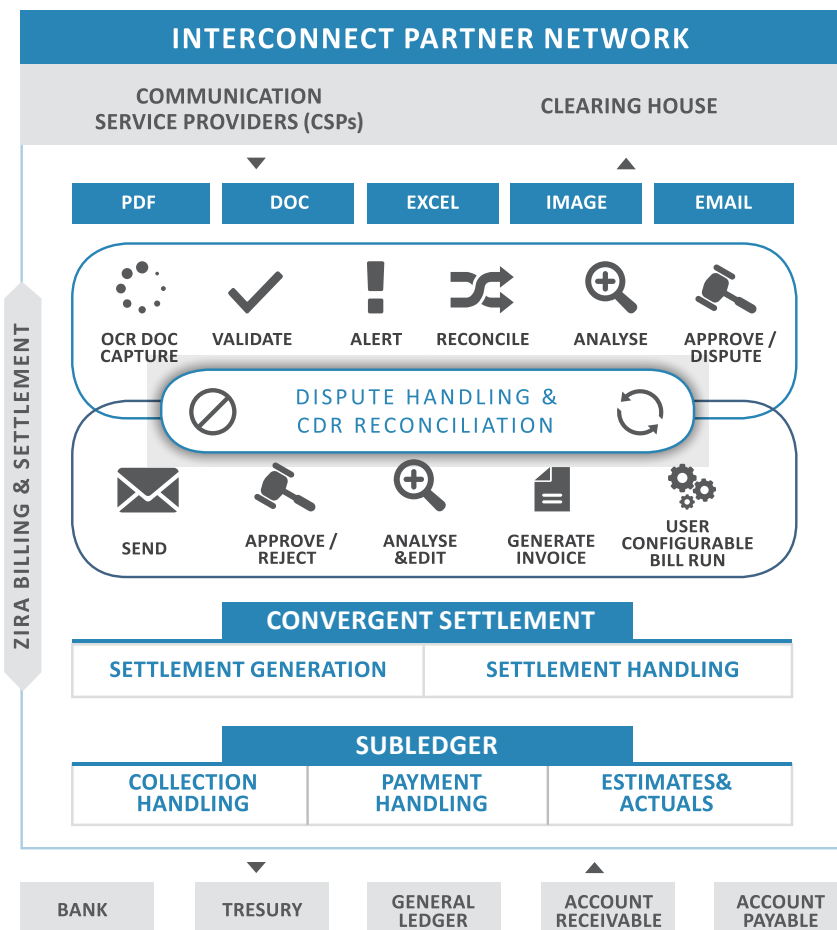 INTERCONNECT PARTNER NETWORK
COMMUNICATION
SERVICE PROVIDERS (CSPs)
CLEARING HOUSE
PDF
DOC
EXCEL
IMAGE
EMAIL
OCR DOC
CAPTURE
VALIDATE
ALERT
RECONCILE
ANALYSE
APPROVE /
DISPUTE
DISPUTE HANDLING &
CDR RECONCILIATION
SEND
APPROVE /
REJECT
ANALYSE
&EDIT
GENERATE
INVOICE
USER
CONFIGURABLE
BILL RUN
ZIRA BILLING & SETTLEMENT
CONVERGENT SETTLEMENT
SETTLEMENT GENERATION
SETTLEMENT HANDLING
SUBLEDGER
COLLECTION
HANDLING
PAYMENT
HANDLING
ESTIMATES&
ACTUALS
BANK
TRESURY
GENERAL
LEDGER
ACCOUNT
RECEIVABLE
ACCOUNT
PAYABLE